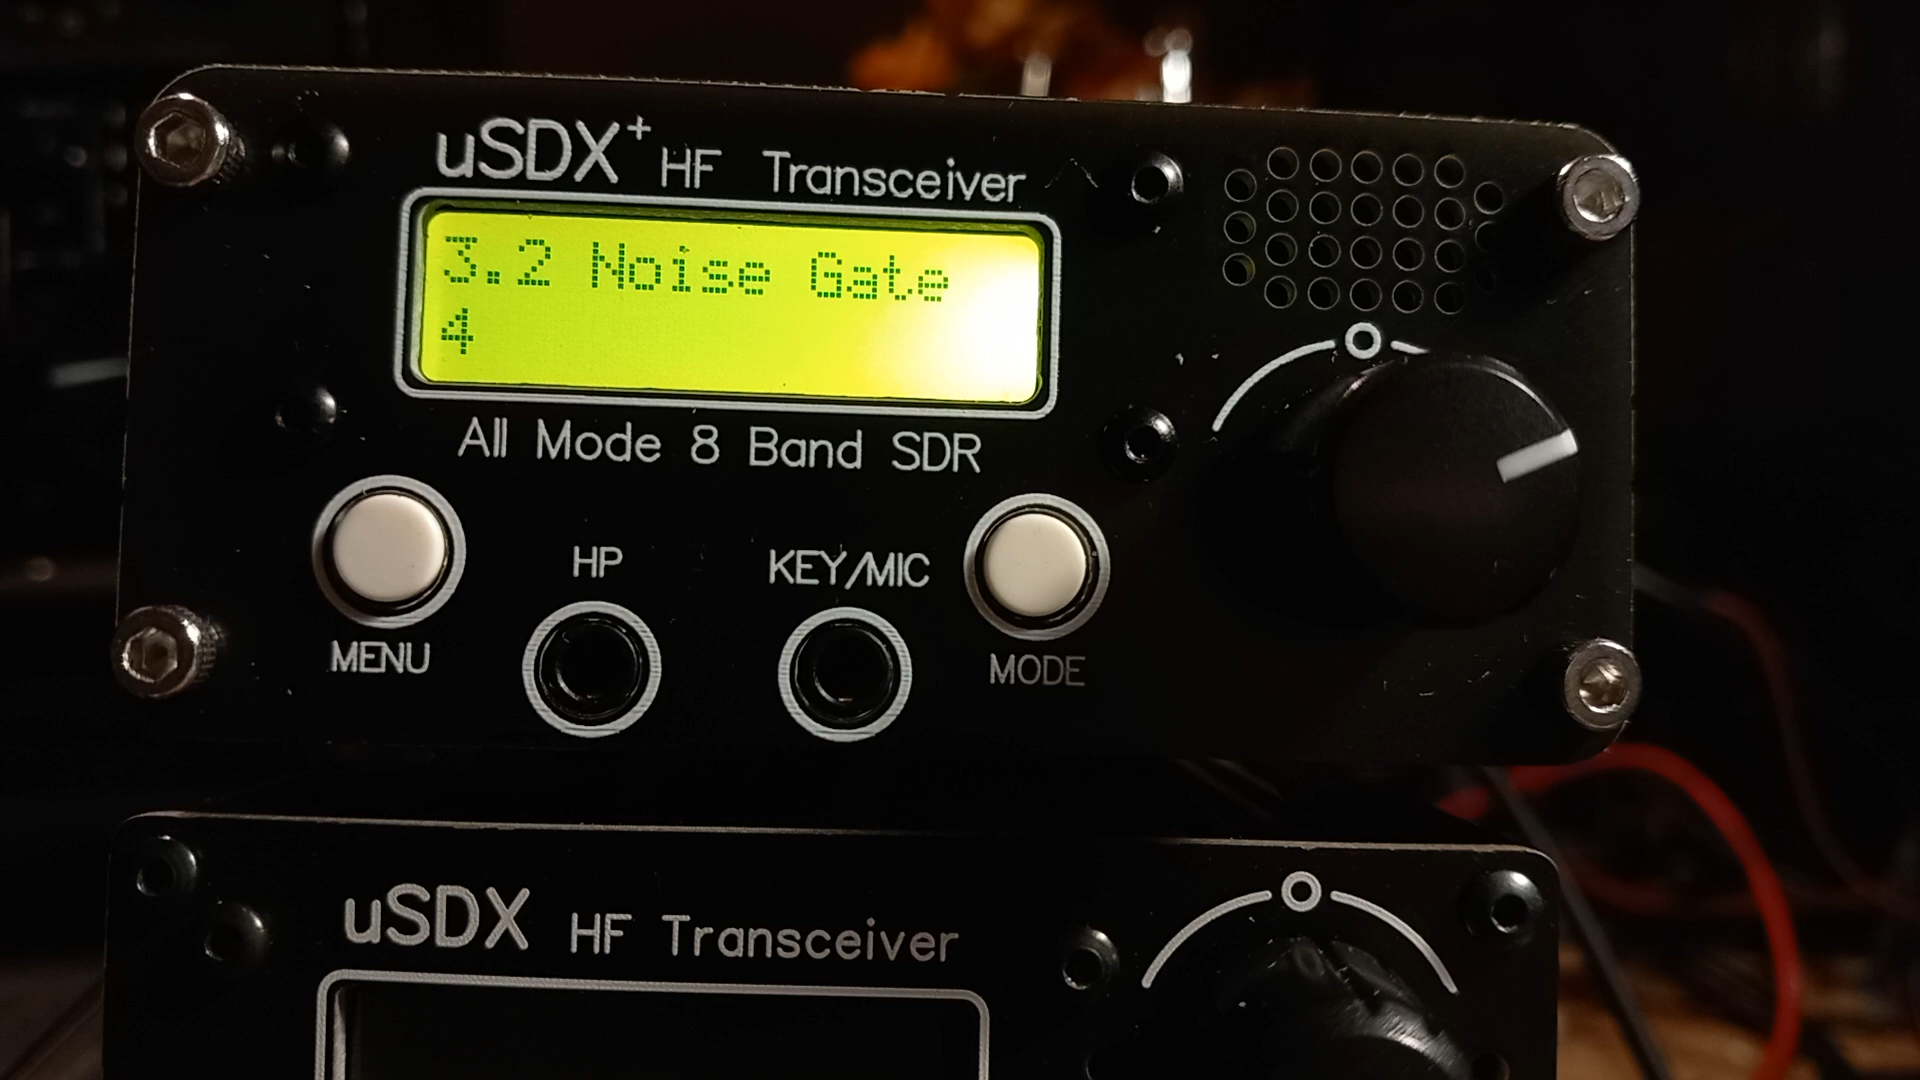 uSDX+ HF Transceiver
3.2 Noise Gate
4
All Mode 8 Band SDR
HP
KEY/MIC
MENU
MODE
uSDX HF Transceiver